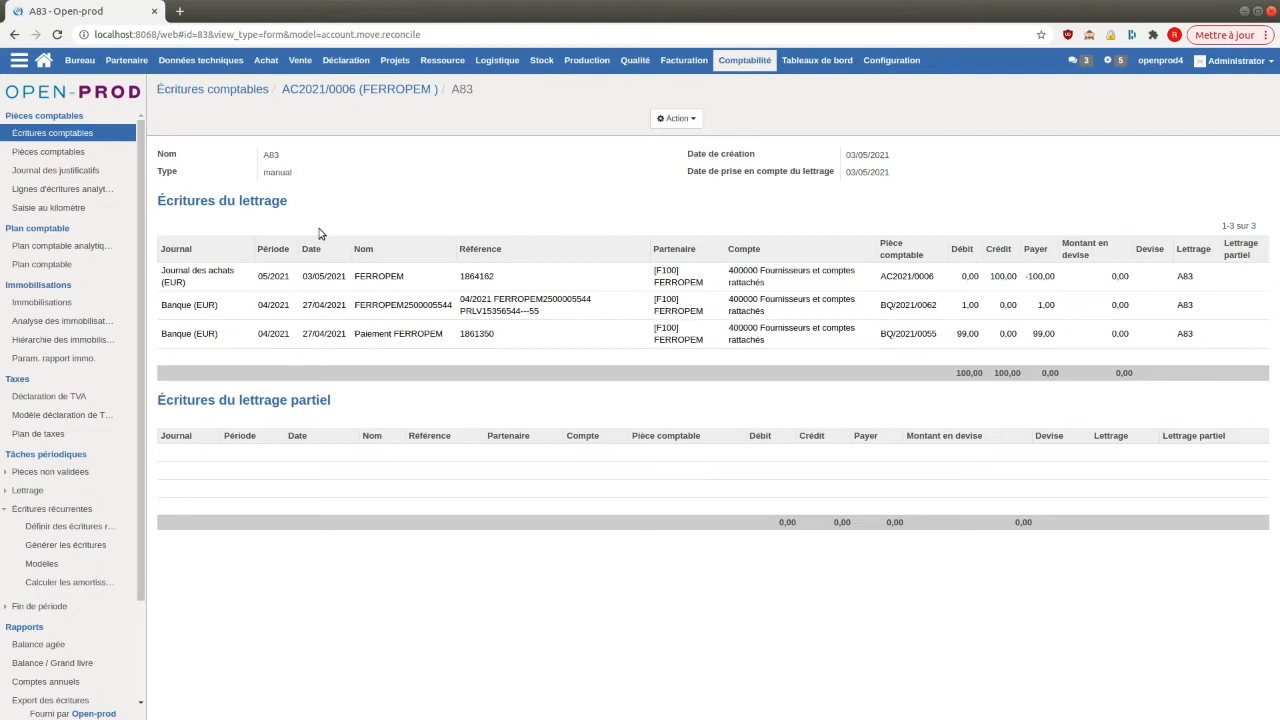 A83 - Open-prod
localhost:8068/web#id=83&view_type=form&model=account.move.reconcile
R
Mettre à jour
Bureau Partenaire Données techniques Achat Vente Déclaration Projets Ressource Logistique Stock Production Qualité Facturation Comptabilité Tableaux de bord Configuration 3 5 openprod4 Administrator
OPEN-PROD
Pièces comptables
Écritures comptables
Pièces comptables
Journal des justificatifs
Lignes d'écritures analyt...
Saisie au kilomètre
Plan comptable
Plan comptable analytiq...
Plan comptable
Immobilisations
Immobilisations
Analyse des immobilisat...
Hiérarchie des immobilis...
Param. rapport immo.
Taxes
Déclaration de TVA
Modèle déclaration de T...
Plan de taxes
Tâches périodiques
Pièces non validées
Lettrage
Écritures récurrentes
Définir des écritures r...
Générer les écritures
Modèles
Calculer les amortiss...
Fin de période
Rapports
Balance agée
Balance / Grand livre
Comptes annuels
Export des écritures
Fourni par Open-prod
Écritures comptables / AC2021/0006 (FERROPEM ) / A83
Action
Nom A83 Date de création 03/05/2021
Type manual Date de prise en compte du lettrage 03/05/2021
Écritures du lettrage
1-3 sur 3
Journal Période Date Nom Référence Partenaire Compte Pièce comptable Débit Crédit Payer Montant en devise Devise Lettrage Lettrage partiel
Journal des achats (EUR) 05/2021 03/05/2021 FERROPEM 1864162 [F100] FERROPEM 400000 Fournisseurs et comptes rattachés AC2021/0006 0,00 100,00 -100,00 0,00 A83
Banque (EUR) 04/2021 27/04/2021 FERROPEM2500005544 04/2021 FERROPEM2500005544 PRLV15356544---55 [F100] FERROPEM 400000 Fournisseurs et comptes rattachés BQ/2021/0062 1,00 0,00 1,00 0,00 A83
Banque (EUR) 04/2021 27/04/2021 Paiement FERROPEM 1861350 [F100] FERROPEM 400000 Fournisseurs et comptes rattachés BQ/2021/0055 99,00 0,00 99,00 0,00 A83
100,00 100,00 0,00 0,00
Écritures du lettrage partiel
Journal Période Date Nom Référence Partenaire Compte Pièce comptable Débit Crédit Payer Montant en devise Devise Lettrage Lettrage partiel
0,00 0,00 0,00 0,00